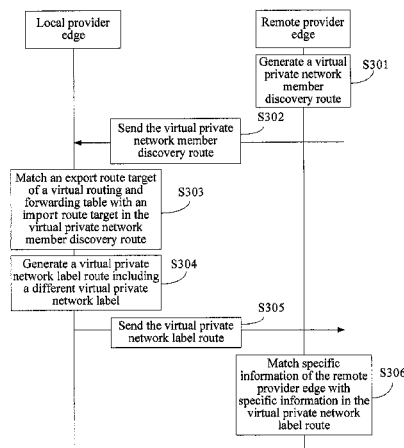 Local provider
edge
Remote provider
edge
Generate a virtual
private network
member
discovery route
S301
Send the virtual private
network member
discovery route
S302
Match an export route target
of a virtual routing and
forwarding table with an
import route target in the
virtual private network
member discovery route
S303
Generate a virtual private
network label route including
a different virtual private
network label
S304
Send the virtual private
network label route
S305
Match specific
information of the remote
provider edge with
specific information in the
virtual private network
label route
S306